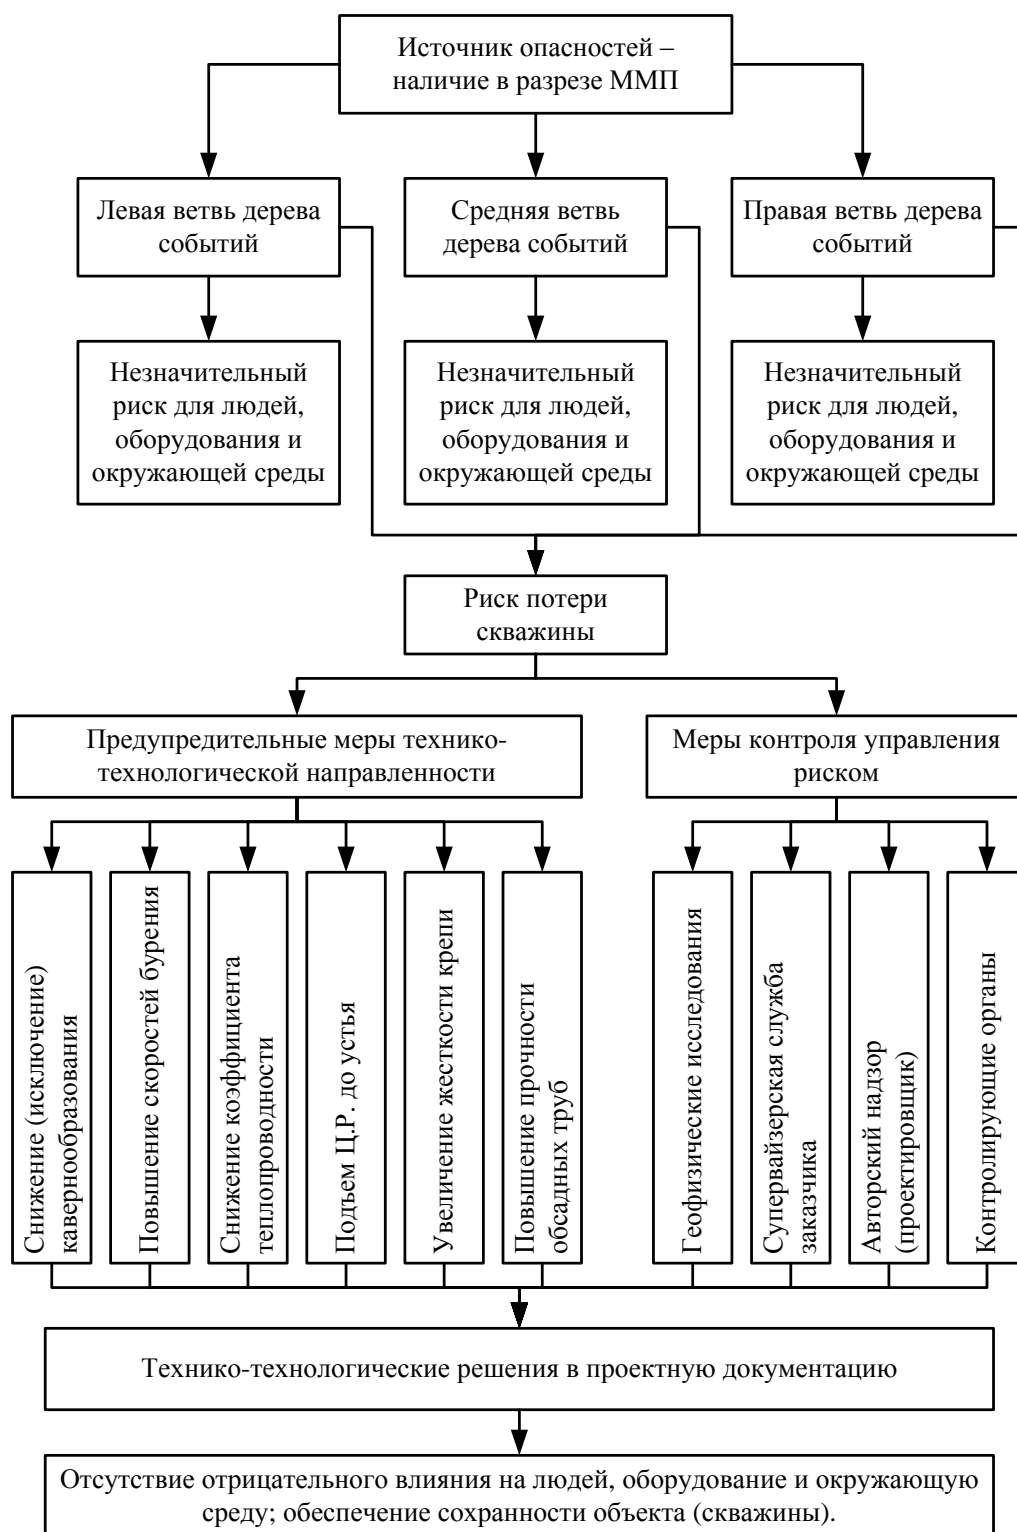 Источник опасностей –
наличие в разрезе ММП
Левая ветвь дерева
событий
Средняя ветвь
дерева событий
Правая ветвь дерева
событий
Незначительный
риск для людей,
оборудования и
окружающей среды
Незначительный
риск для людей,
оборудования и
окружающей среды
Незначительный
риск для людей,
оборудования и
окружающей среды
Риск потери
скважины
Предупредительные меры технико-
технологической направленности
Меры контроля управления
риском
Снижение (исключение)
кавернообразования
Повышение скоростей бурения
Снижение коэффициента
теплопроводности
Подъем Ц.Р. до устья
Увеличение жесткости крепи
Повышение прочности
обсадных труб
Геофизические исследования
Супервайзерская служба
заказчика
Авторский надзор
(проектировщик)
Контролирующие органы
Технико-технологические решения в проектную документацию
Отсутствие отрицательного влияния на людей, оборудование и окружающую
среду; обеспечение сохранности объекта (скважины).